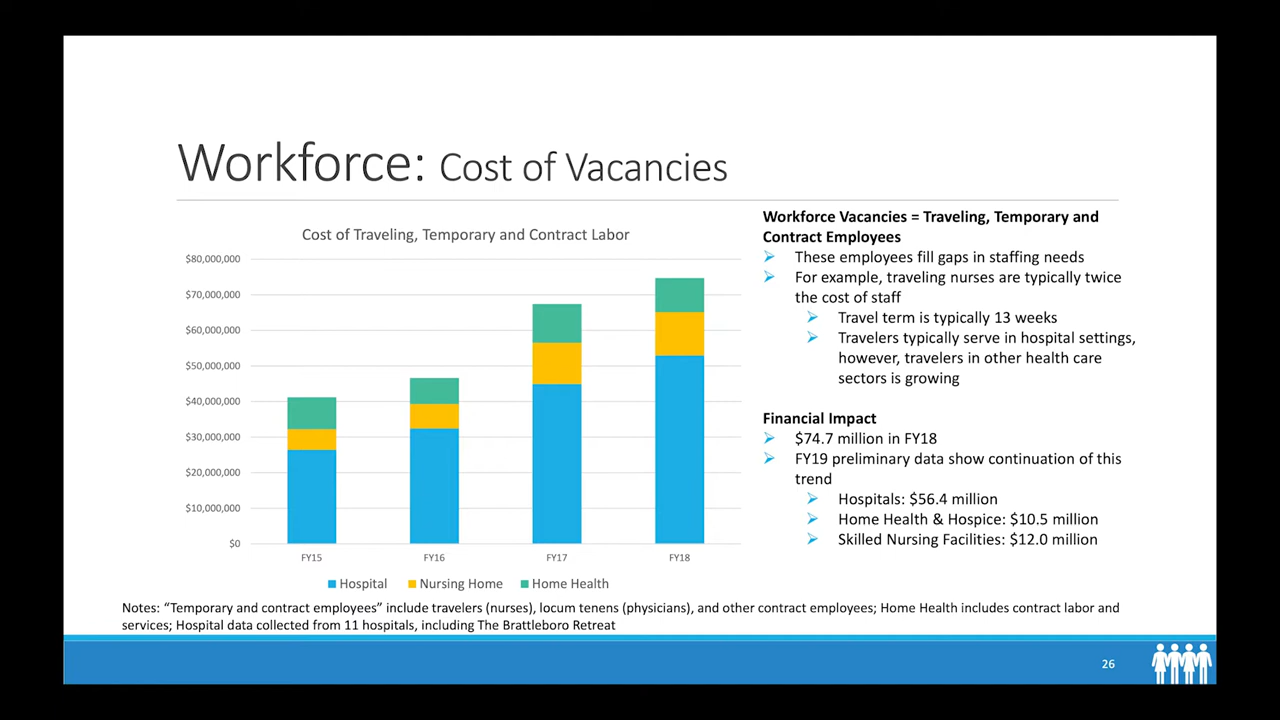 Workforce: Cost of Vacancies
Cost of Traveling, Temporary and Contract Labor
$80,000,000
$70,000,000
$60,000,000
$50,000,000
$40,000,000
$30,000,000
$20,000,000
$10,000,000
$0
FY15 FY16 FY17 FY18
Hospital Nursing Home Home Health
Workforce Vacancies = Traveling, Temporary and
Contract Employees
These employees fill gaps in staffing needs
For example, traveling nurses are typically twice
the cost of staff
Travel term is typically 13 weeks
Travelers typically serve in hospital settings,
however, travelers in other health care
sectors is growing
Financial Impact
$74.7 million in FY18
FY19 preliminary data show continuation of this
trend
Hospitals: $56.4 million
Home Health & Hospice: $10.5 million
Skilled Nursing Facilities: $12.0 million
Notes: “Temporary and contract employees” include travelers (nurses), locum tenens (physicians), and other contract employees; Home Health includes contract labor and
services; Hospital data collected from 11 hospitals, including The Brattleboro Retreat
26